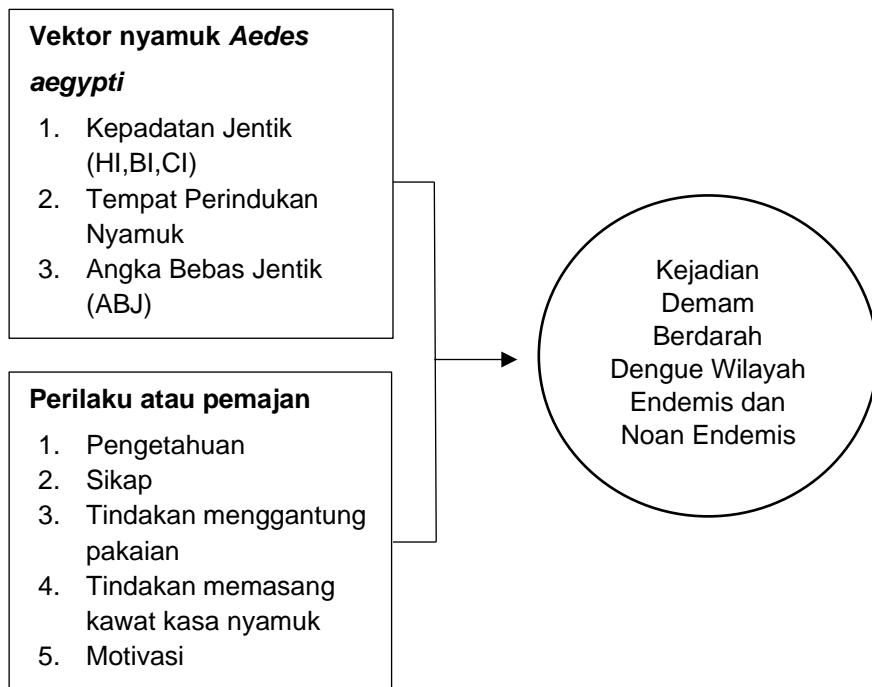 Vektor nyamuk Aedes
aegypti
1. Kepadatan Jentik
(HI,BI,CI)
2. Tempat Perindukan
Nyamuk
3. Angka Bebas Jentik
(ABJ)
Perilaku atau pemajan
1. Pengetahuan
2. Sikap
3. Tindakan menggantung
pakaian
4. Tindakan memasang
kawat kasa nyamuk
5. Motivasi
Kejadian
Demam
Berdarah
Dengue Wilayah
Endemis dan
Noan Endemis